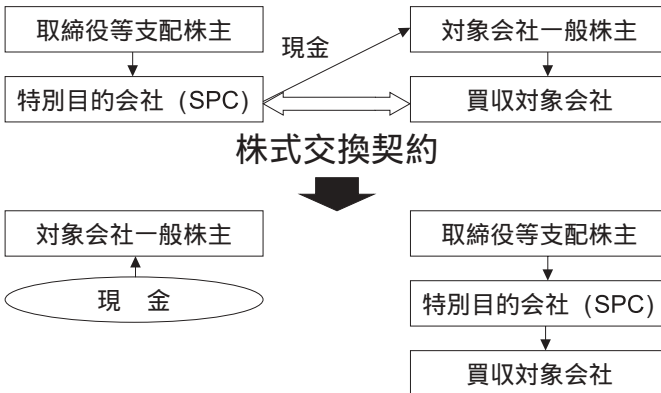 取締役等支配株主
対象会社一般株主
現金
特別目的会社 (SPC)
買収対象会社
株式交換契約
対象会社一般株主
取締役等支配株主
現 金
特別目的会社 (SPC)
買収対象会社